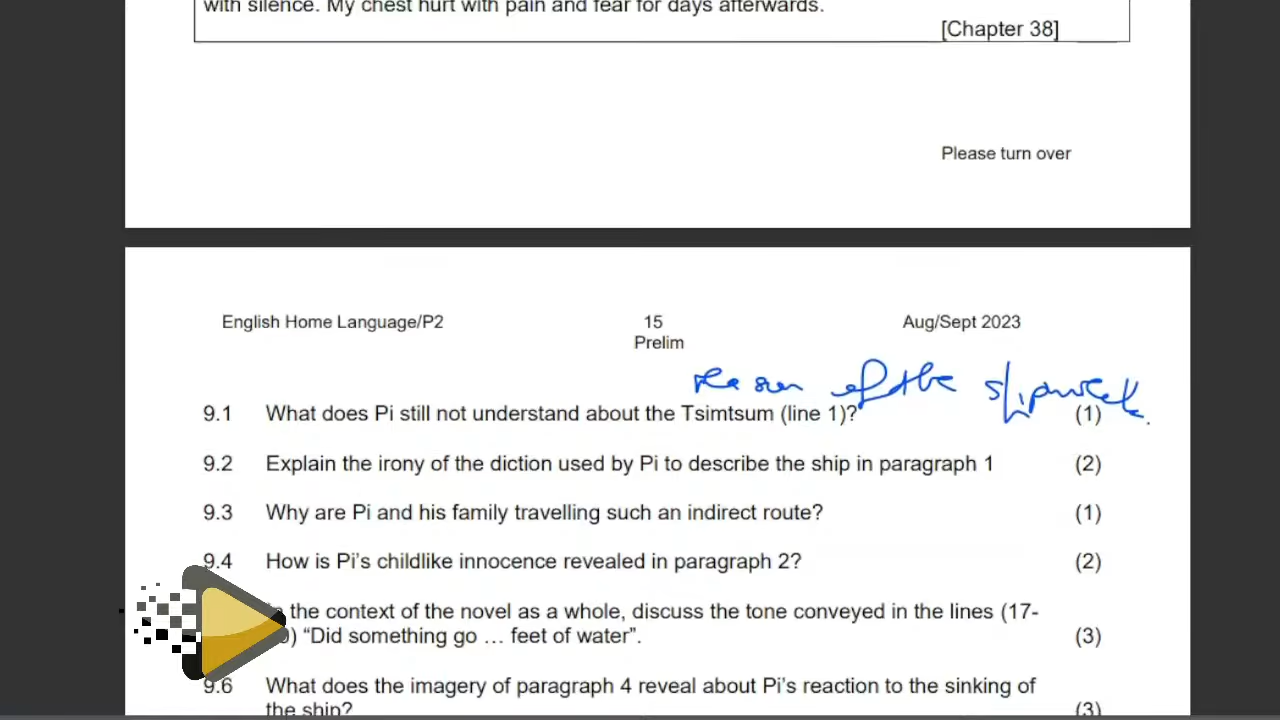 with silence. My chest hurt with pain and fear for days afterwards.
[Chapter 38]
Please turn over
English Home Language/P2 15 Aug/Sept 2023
Prelim
reason of the shipwreck.
9.1 What does Pi still not understand about the Tsimtsum (line 1)? (1)
9.2 Explain the irony of the diction used by Pi to describe the ship in paragraph 1 (2)
9.3 Why are Pi and his family travelling such an indirect route? (1)
9.4 How is Pi's childlike innocence revealed in paragraph 2? (2)
the context of the novel as a whole, discuss the tone conveyed in the lines (17-
) “Did something go … feet of water”. (3)
9.6 What does the imagery of paragraph 4 reveal about Pi's reaction to the sinking of
the ship? (3)